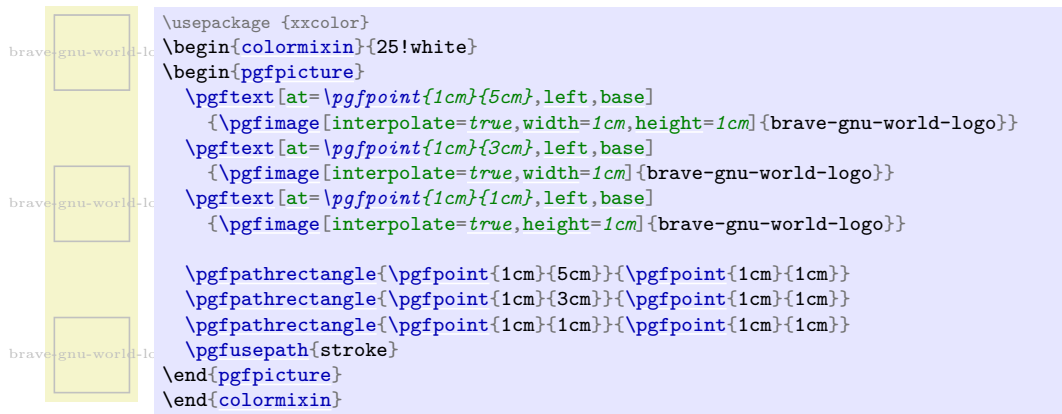 \usepackage {xxcolor}
\begin{colormixin}{25!white}
\begin{pgfpicture}
  \pgftext[at=\pgfpoint{1cm}{5cm},left,base]
    {\pgfimage[interpolate=true,width=1cm,height=1cm]{brave-gnu-world-logo}}
  \pgftext[at=\pgfpoint{1cm}{3cm},left,base]
    {\pgfimage[interpolate=true,width=1cm]{brave-gnu-world-logo}}
  \pgftext[at=\pgfpoint{1cm}{1cm},left,base]
    {\pgfimage[interpolate=true,height=1cm]{brave-gnu-world-logo}}

  \pgfpathrectangle{\pgfpoint{1cm}{5cm}}{\pgfpoint{1cm}{1cm}}
  \pgfpathrectangle{\pgfpoint{1cm}{3cm}}{\pgfpoint{1cm}{1cm}}
  \pgfpathrectangle{\pgfpoint{1cm}{1cm}}{\pgfpoint{1cm}{1cm}}
  \pgfusepath{stroke}
\end{pgfpicture}
\end{colormixin}
brave-gnu-world-lo
brave-gnu-world-lo
brave-gnu-world-lo